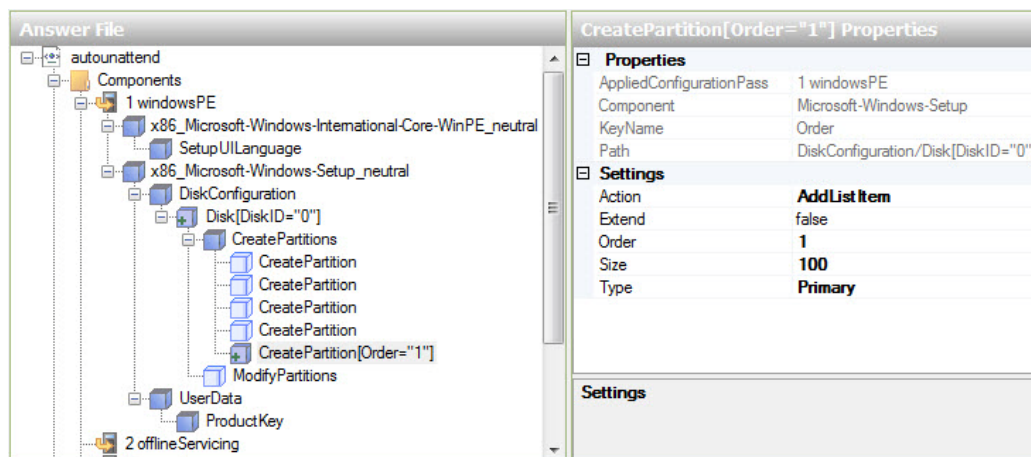 Answer File
autounattend
Components
1 windowsPE
x86_Microsoft-Windows-International-Core-WinPE_neutral
SetupUILanguage
x86_Microsoft-Windows-Setup_neutral
DiskConfiguration
Disk[DiskID="0"]
CreatePartitions
CreatePartition
CreatePartition
CreatePartition
CreatePartition
CreatePartition[Order="1"]
ModifyPartitions
UserData
ProductKey
2 offlineServicing
CreatePartition[Order="1"] Properties
Properties
AppliedConfigurationPass 1 windowsPE
Component Microsoft-Windows-Setup
KeyName Order
Path DiskConfiguration/Disk[DiskID="0"
Settings
Action AddListItem
Extend false
Order 1
Size 100
Type Primary
Settings